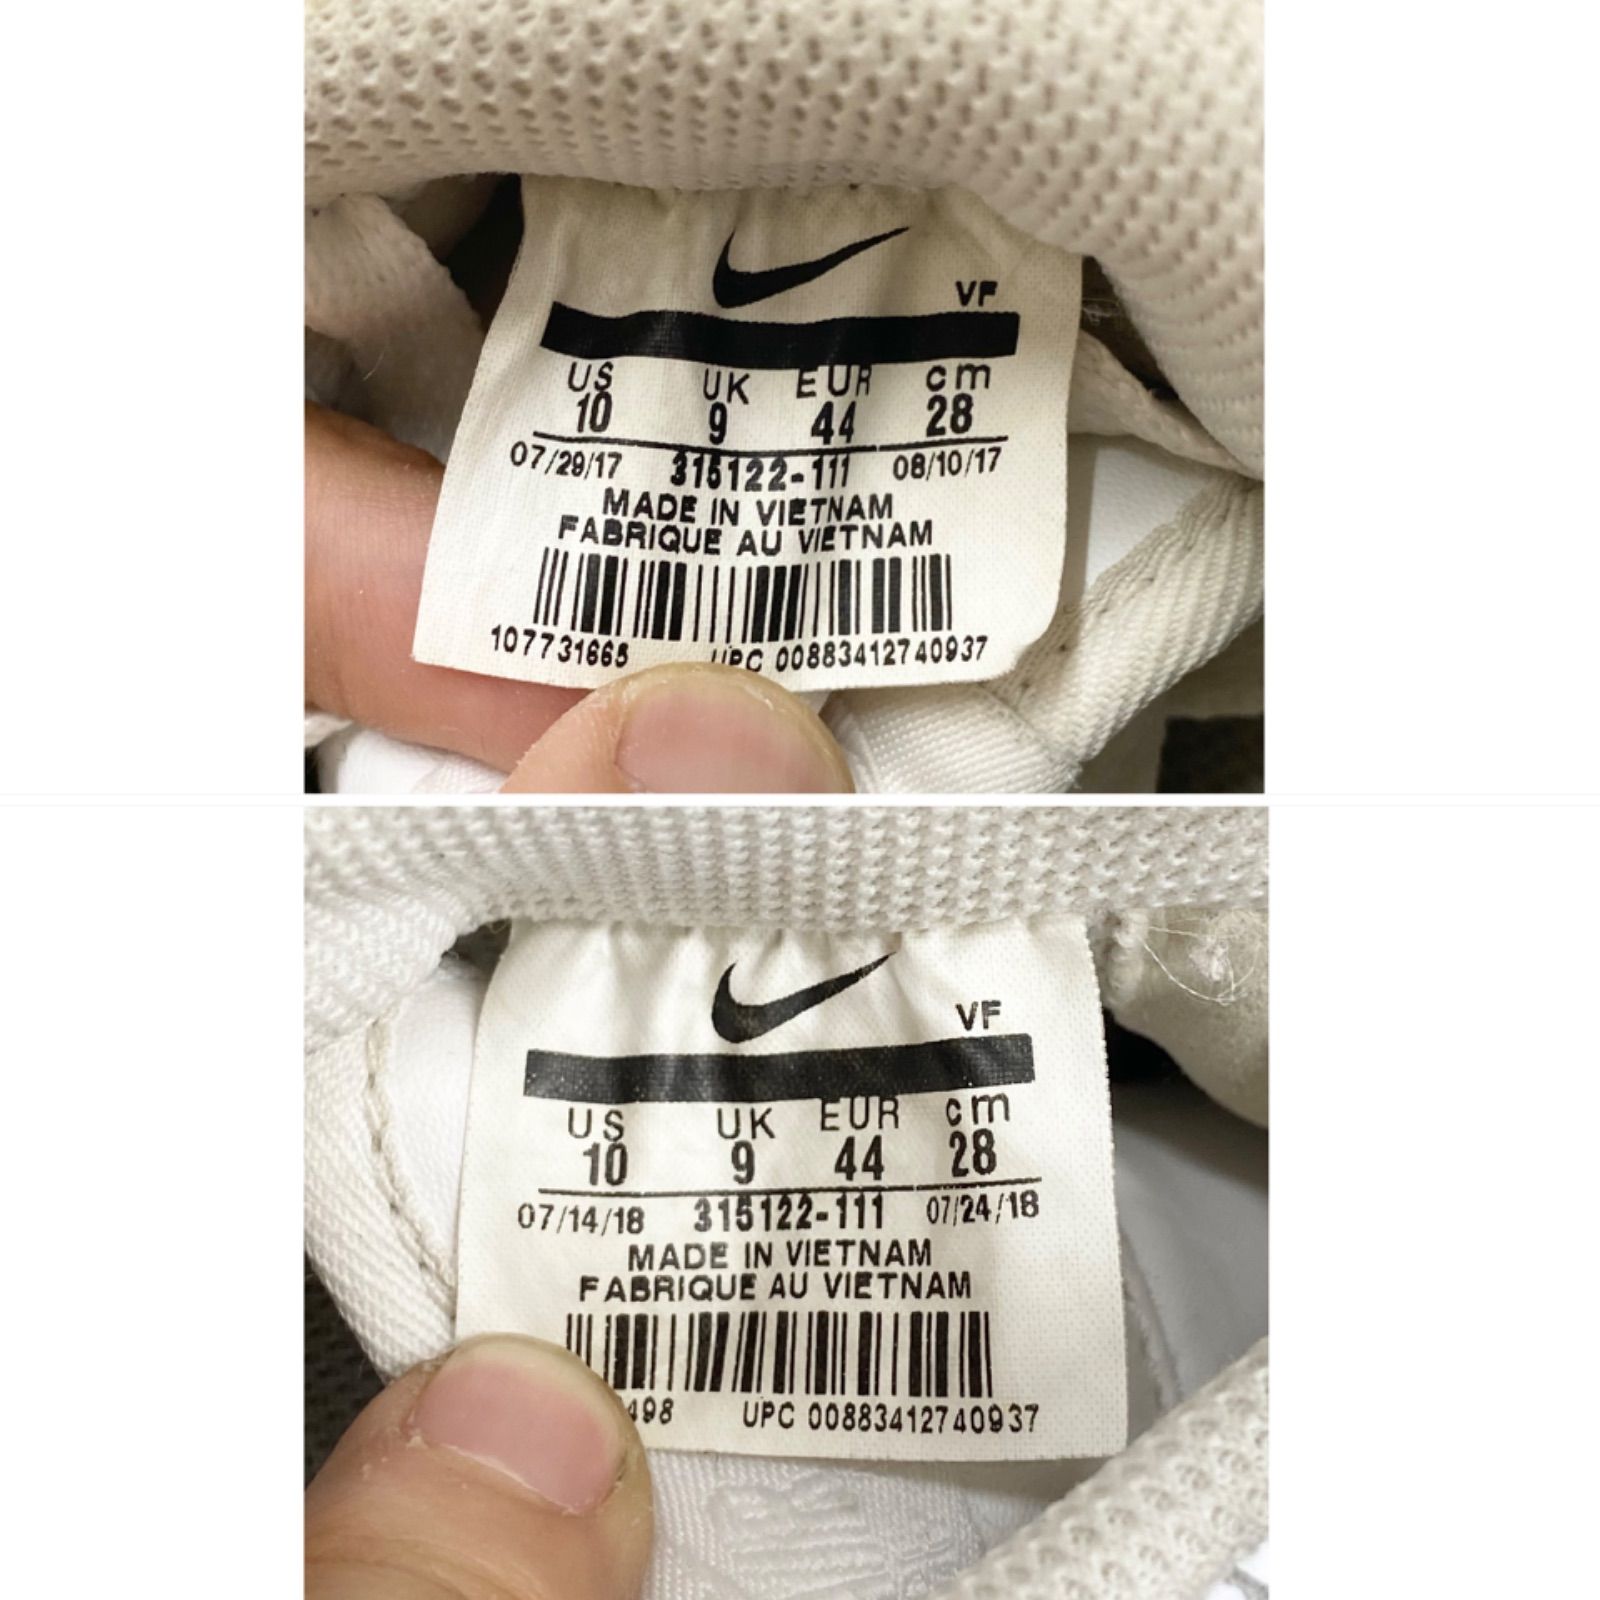 VF
US UK EUR cm
10 9 44 28
07/29/17 315122-111 08/10/17
MADE IN VIETNAM
FABRIQUE AU VIETNAM
107731665 UPC 00883412740937
VF
US UK EUR cm
10 9 44 28
07/14/18 315122-111 07/24/18
MADE IN VIETNAM
FABRIQUE AU VIETNAM
498 UPC 00883412740937